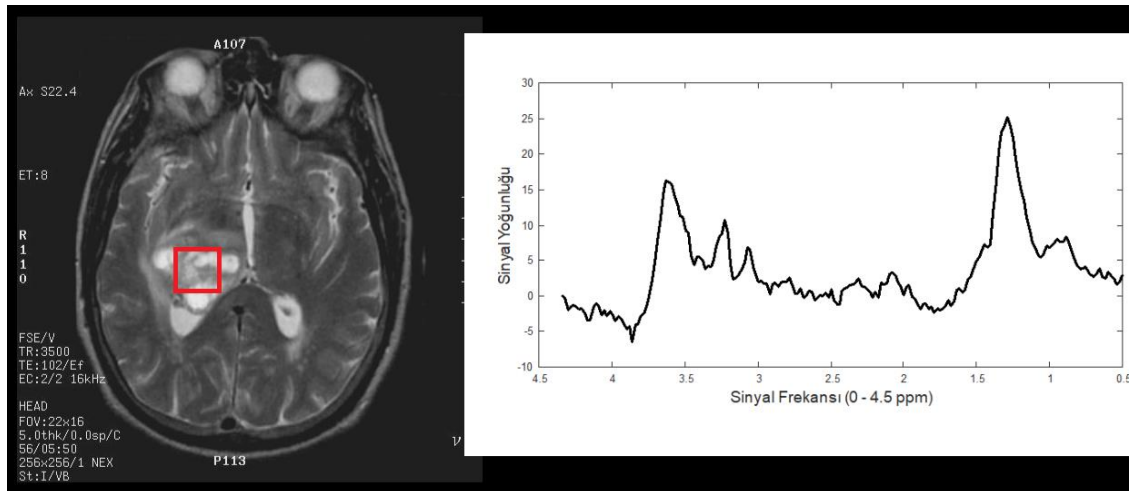 A107
Ax S22.4
ET:8
R
1
1
0
FSE/V
TR:3500
TE:102/Ef
EC:2/2 16kHz
HEAD
FOV:22x16
5.0thk/0.0sp/C
56/05:50
256x256/1 NEX
St:I/VB
P113
ν
30
25
20
15
10
5
0
-5
-10
Sinyal Yoğunluğu
4.5
4
3.5
3
2.5
2
1.5
1
0.5
Sinyal Frekansı (0 - 4.5 ppm)